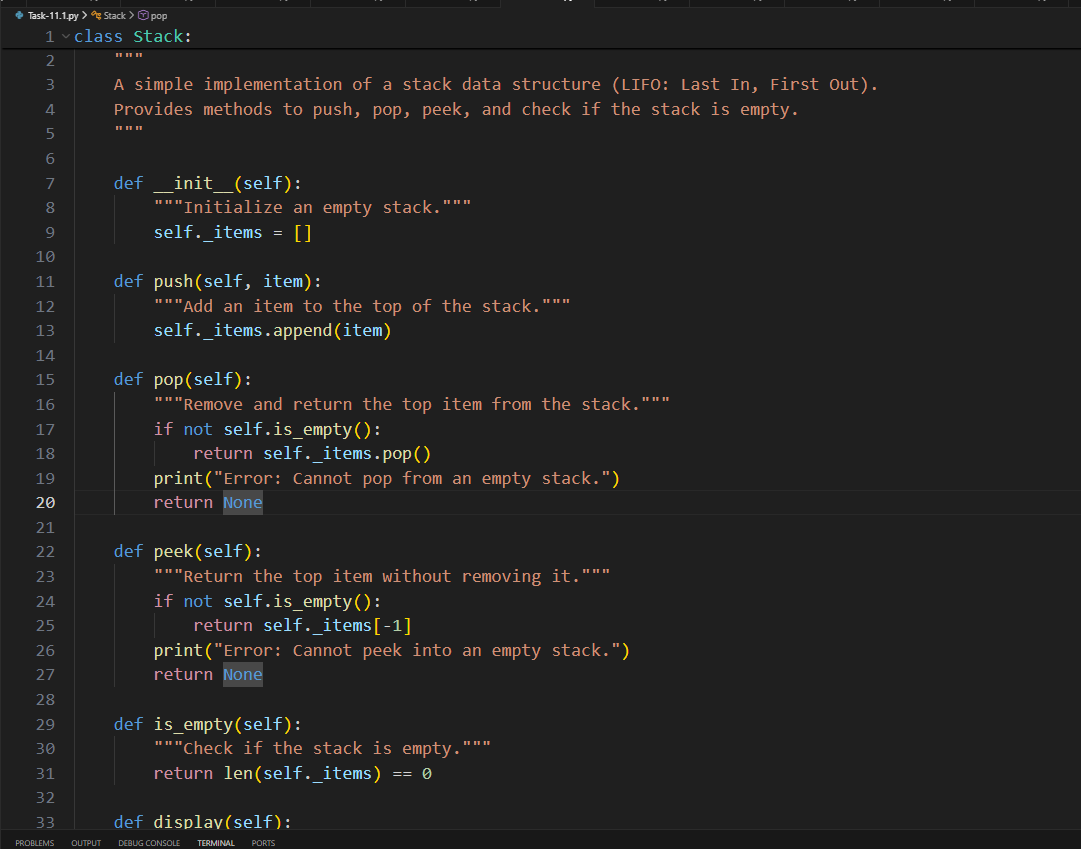 Task-11.1.py > Stack > pop
1 class Stack:
2     """
3     A simple implementation of a stack data structure (LIFO: Last In, First Out).
4     Provides methods to push, pop, peek, and check if the stack is empty.
5     """
6
7     def __init__(self):
8         """Initialize an empty stack."""
9         self._items = []
10
11     def push(self, item):
12         """Add an item to the top of the stack."""
13         self._items.append(item)
14
15     def pop(self):
16         """Remove and return the top item from the stack."""
17         if not self.is_empty():
18             return self._items.pop()
19         print("Error: Cannot pop from an empty stack.")
20         return None
21
22     def peek(self):
23         """Return the top item without removing it."""
24         if not self.is_empty():
25             return self._items[-1]
26         print("Error: Cannot peek into an empty stack.")
27         return None
28
29     def is_empty(self):
30         """Check if the stack is empty."""
31         return len(self._items) == 0
32
33     def display(self):
PROBLEMS OUTPUT DEBUG CONSOLE TERMINAL PORTS